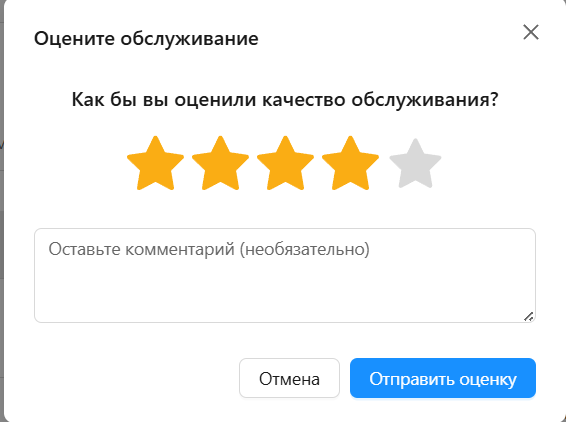 Оцените обслуживание
Как бы вы оценили качество обслуживания?
Оставьте комментарий (необязательно)
Отмена
Отправить оценку